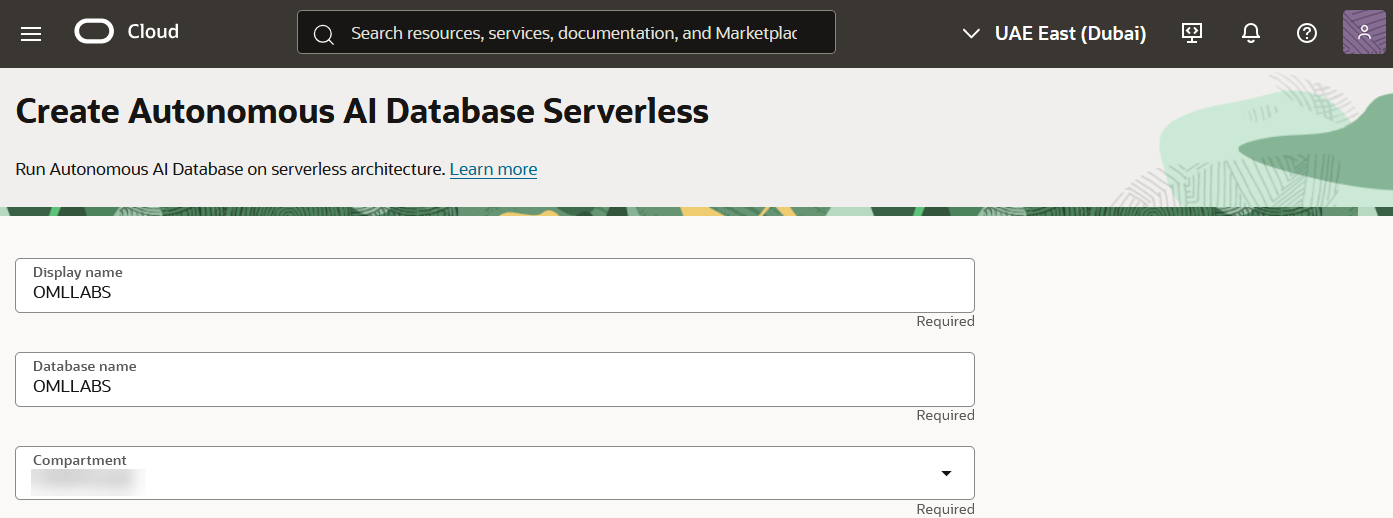 Cloud
Search resources, services, documentation, and Marketplac
UAE East (Dubai)
Create Autonomous AI Database Serverless
Run Autonomous AI Database on serverless architecture. Learn more
Display name
OMLLABS
Required
Database name
OMLLABS
Required
Compartment
Required